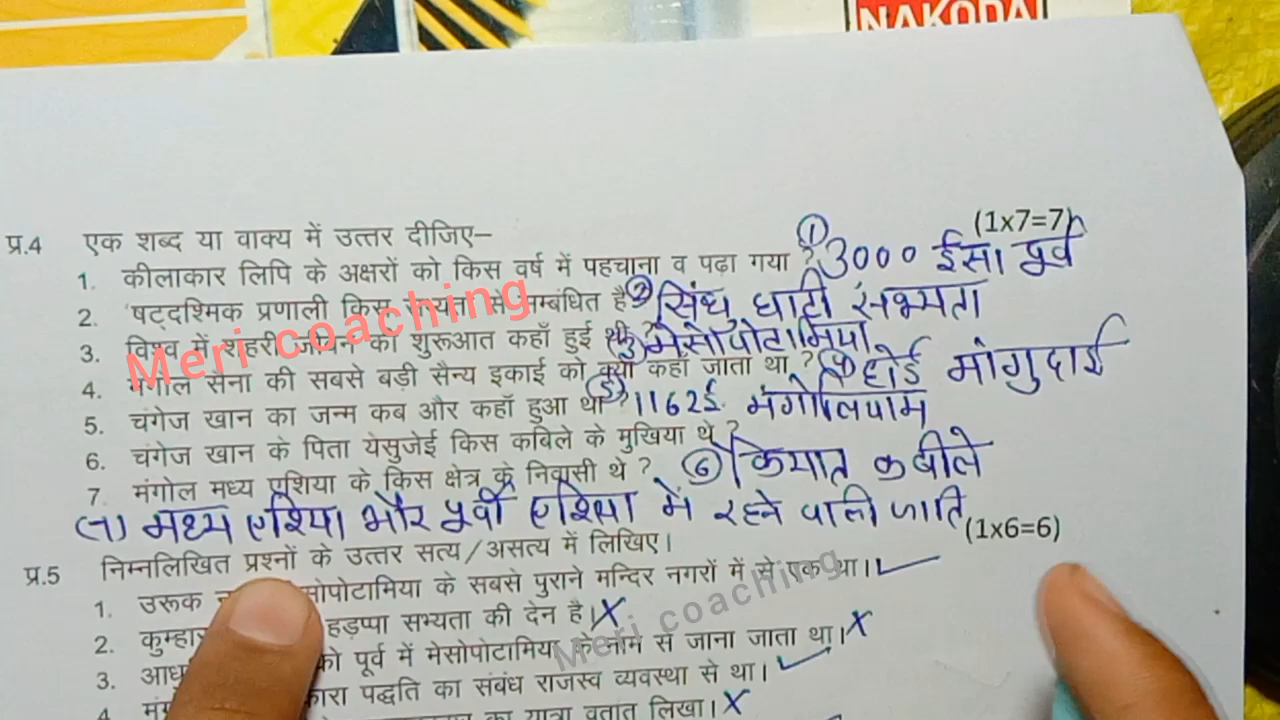 NAKODA
प्र.4 एक शब्द या वाक्य में उत्तर दीजिए– (1x7=7)
1. कीलाकार लिपि के अक्षरों को किस वर्ष में पहचाना व पढ़ा गया ? ① 3000 ईसा पूर्व
2. 'षट्दश्मिक प्रणाली किस सभ्यता से सम्बंधित है ② सिंधु घाटी सभ्यता
3. विश्व में शहरी जीवन की शुरूआत कहाँ हुई थी ? ③ मेसोपोटामिया
4. मंगोल सेना की सबसे बड़ी सैन्य इकाई को क्या कहा जाता था ? ④ होर्ड मांगुदाई
5. चंगेज खान का जन्म कब और कहाँ हुआ था ? ⑤ 1162ई. मंगोलियाम
6. चंगेज खान के पिता येसुजेई किस कबिले के मुखिया थे ?
7. मंगोल मध्य एशिया के किस क्षेत्र के निवासी थे ? ⑥ कियात कबीले
(7) मध्य एशिया और पूर्वी एशिया में रहने वाली जाति
प्र.5 निम्नलिखित प्रश्नों के उत्तर सत्य/असत्य में लिखिए। (1x6=6)
1. उरूक सोपोटामिया के सबसे पुराने मन्दिर नगरों में से एक था।
2. कुम्हार हड़प्पा सभ्यता की देन है। X
3. आधु को पूर्व में मेसोपोटामिया के नाम से जाना जाता था। X
4. मंगो कारा पद्धति का संबंध राजस्व व्यवस्था से था।
का यात्रा वृतांत लिखा। X
Meri coaching
Meri coaching